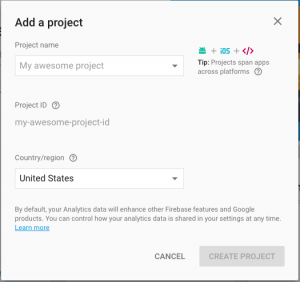 Add a project
Project name
My awesome project
+ iOS + </>
Tip: Projects span apps
across platforms
Project ID
my-awesome-project-id
Country/region
United States
By default, your Analytics data will enhance other Firebase features and Google
products. You can control how your analytics data is shared in your settings at any time.
Learn more
CANCEL
CREATE PROJECT